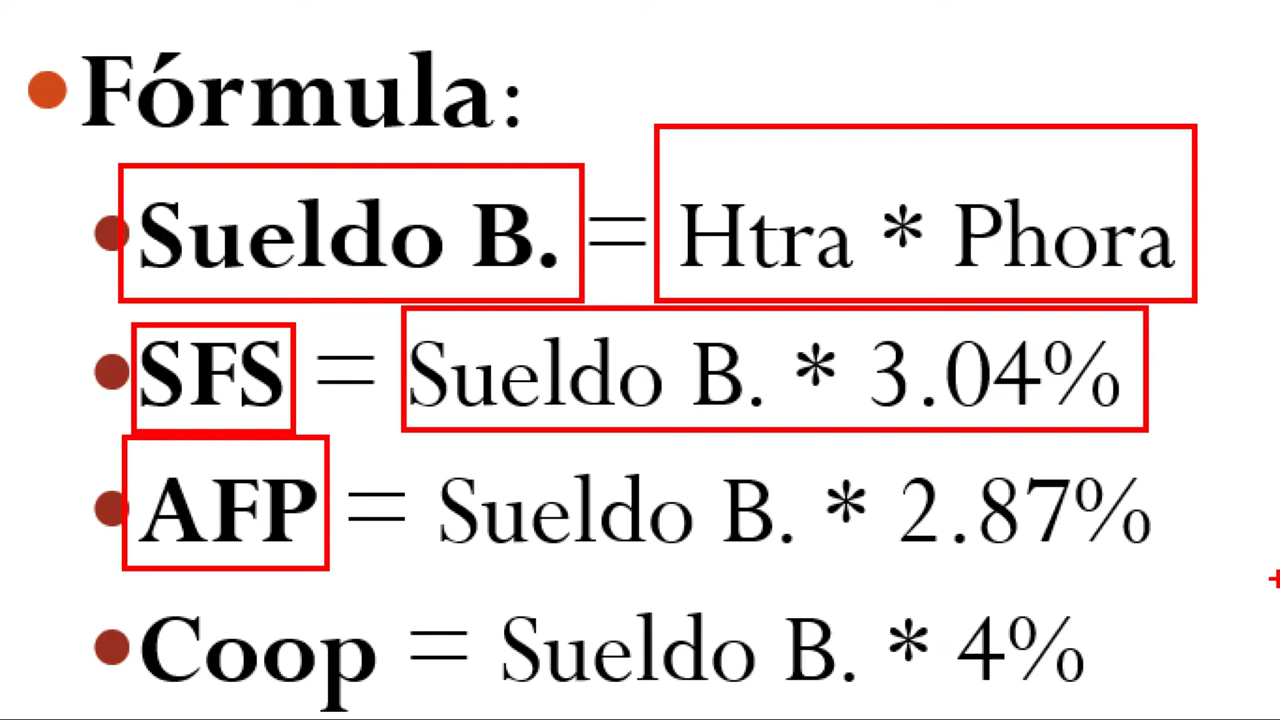 Fórmula:
Sueldo B. = Htra * Phora
SFS = Sueldo B. * 3.04%
AFP = Sueldo B. * 2.87%
Coop = Sueldo B. * 4%